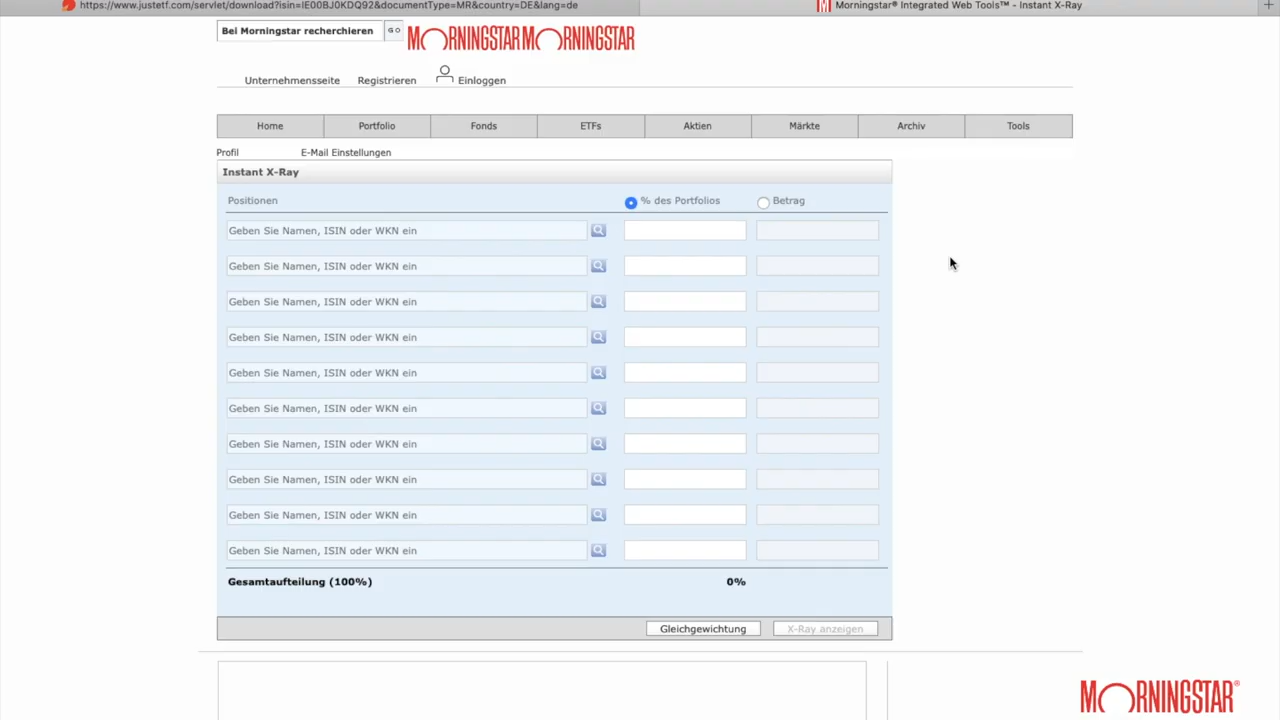 https://www.justetf.com/servlet/download?isin=IE00BJ0KDQ92&documentType=MR&country=DE&lang=de
Morningstar® Integrated Web Tools™ - Instant X-Ray
Bei Morningstar recherchieren
GO
MORNINGSTAR MORNINGSTAR
Unternehmensseite Registrieren Einloggen
Home Portfolio Fonds ETFs Aktien Märkte Archiv Tools
Profil E-Mail Einstellungen
Instant X-Ray
Positionen % des Portfolios Betrag
Geben Sie Namen, ISIN oder WKN ein
Geben Sie Namen, ISIN oder WKN ein
Geben Sie Namen, ISIN oder WKN ein
Geben Sie Namen, ISIN oder WKN ein
Geben Sie Namen, ISIN oder WKN ein
Geben Sie Namen, ISIN oder WKN ein
Geben Sie Namen, ISIN oder WKN ein
Geben Sie Namen, ISIN oder WKN ein
Geben Sie Namen, ISIN oder WKN ein
Geben Sie Namen, ISIN oder WKN ein
Gesamtaufteilung (100%) 0%
Gleichgewichtung X-Ray anzeigen
MORNINGSTAR®